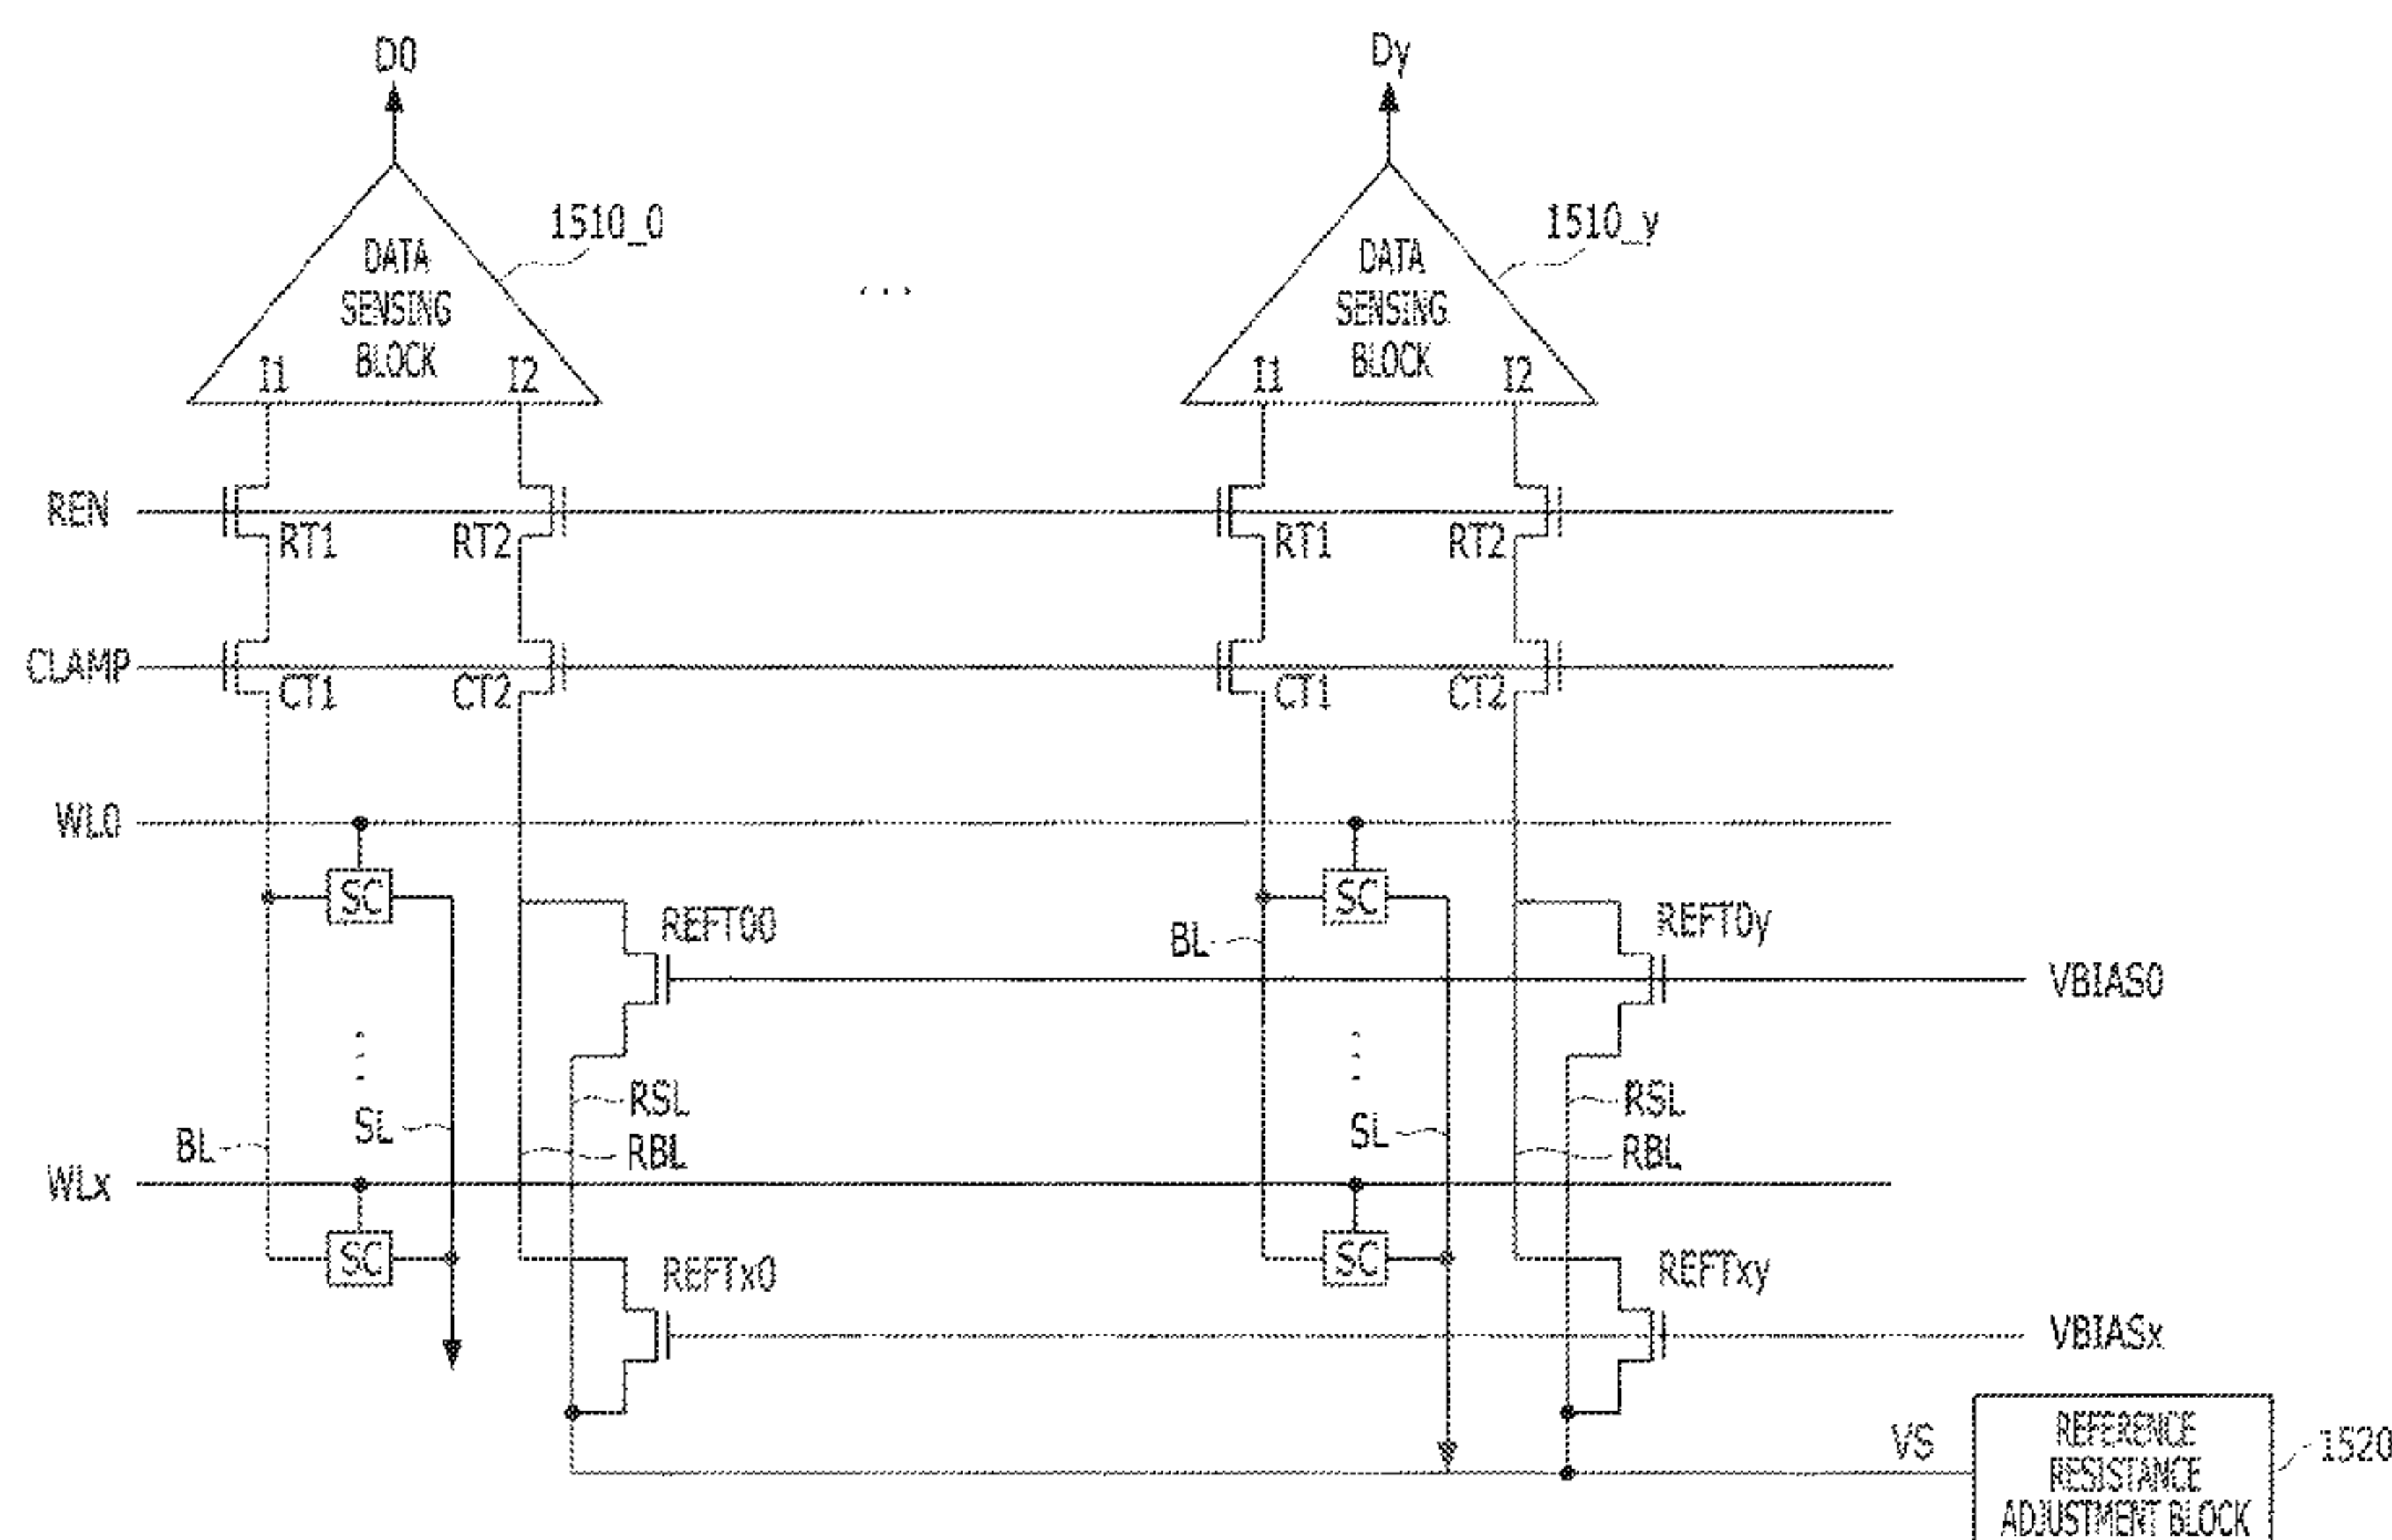 D0
Dy
1510_0
1510_y
DATA
SENSING
BLOCK
I1
I2
...
DATA
SENSING
BLOCK
I1
I2
REN
RT1
RT2
RT1
RT2
CLAMP
CT1
CT2
CT1
CT2
WL0
SC
SC
REFT00
REFT0y
BL
VBIAS0
RSL
RSL
SL
SL
BL
RBL
RBL
WLx
SC
SC
REFTx0
REFTxy
VBIASx
VS
REFERENCE
RESISTANCE
ADJUSTMENT BLOCK
1520